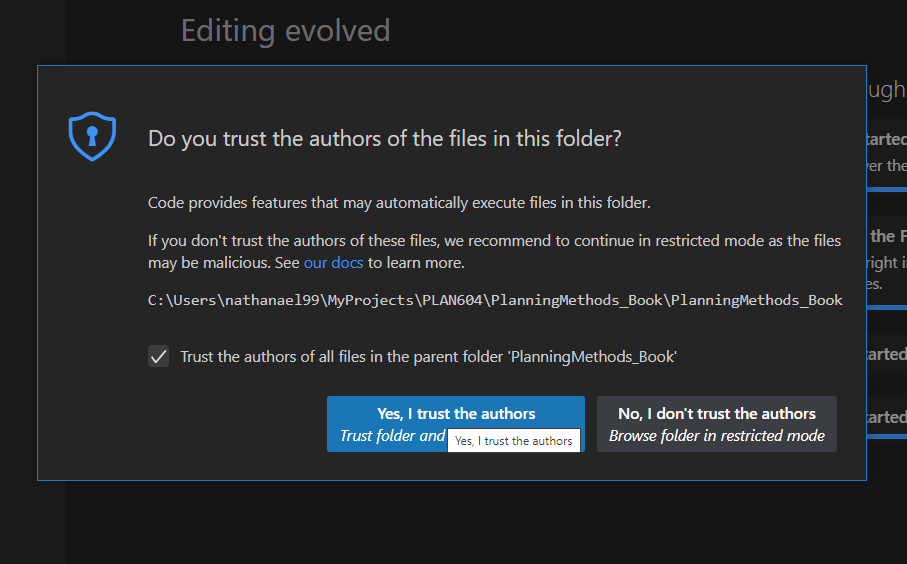 Editing evolved
ugh
Do you trust the authors of the files in this folder?
tarted
ver the
Code provides features that may automatically execute files in this folder.
If you don't trust the authors of these files, we recommend to continue in restricted mode as the files
the F
may be malicious. See our docs to learn more.
right i
es.
C:\Users\nathanael99\MyProjects\PLAN604\PlanningMethods_Book\PlanningMethods_Book
Trust the authors of all files in the parent folder 'PlanningMethods_Book'
tarted
Yes, I trust the authors
Trust folder and
Yes, I trust the authors
No, I don't trust the authors
Browse folder in restricted mode
tarted